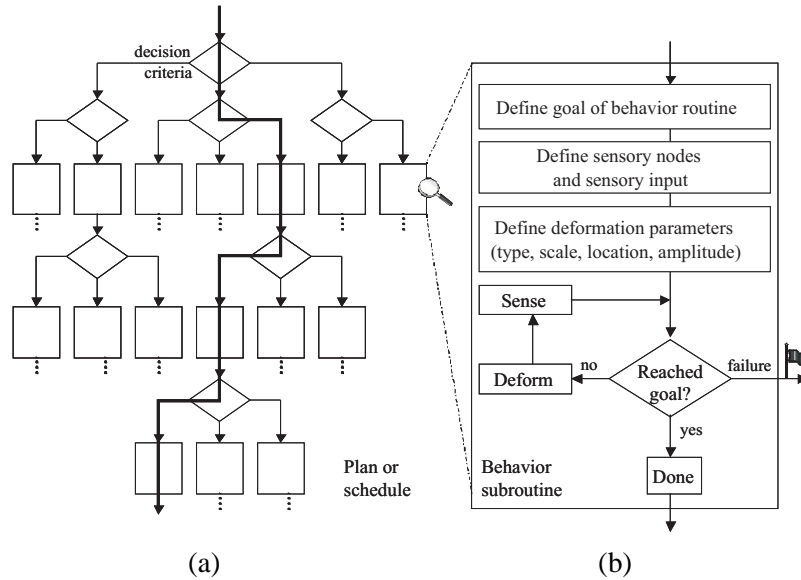 decision
criteria
Plan or
schedule
(a)
Define goal of behavior routine
Define sensory nodes
and sensory input
Define deformation parameters
(type, scale, location, amplitude)
Sense
Deform
no
Reached
goal?
failure
yes
Done
Behavior
subroutine
(b)